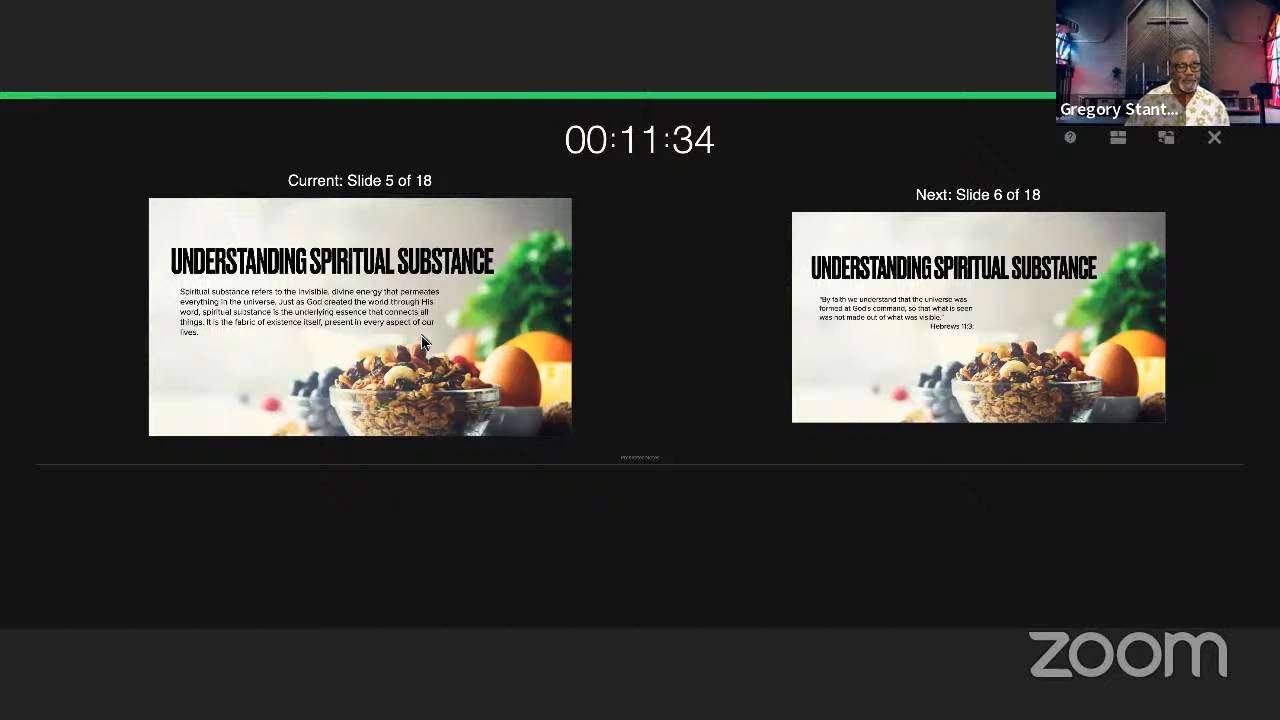 Gregory Stant...
00:11:34
Current: Slide 5 of 18
UNDERSTANDING SPIRITUAL SUBSTANCE
Spiritual substance refers to the invisible, divine energy that permeates
everything in the universe. Just as God created the world through His
word, spiritual substance is the underlying essence that connects all
things. It is the fabric of existence itself, present in every aspect of our
lives.
Next: Slide 6 of 18
UNDERSTANDING SPIRITUAL SUBSTANCE
"By faith we understand that the universe was
formed at God's command, so that what is seen
was not made out of what was visible."
Hebrews 11:3:
Presenter Notes
zoom